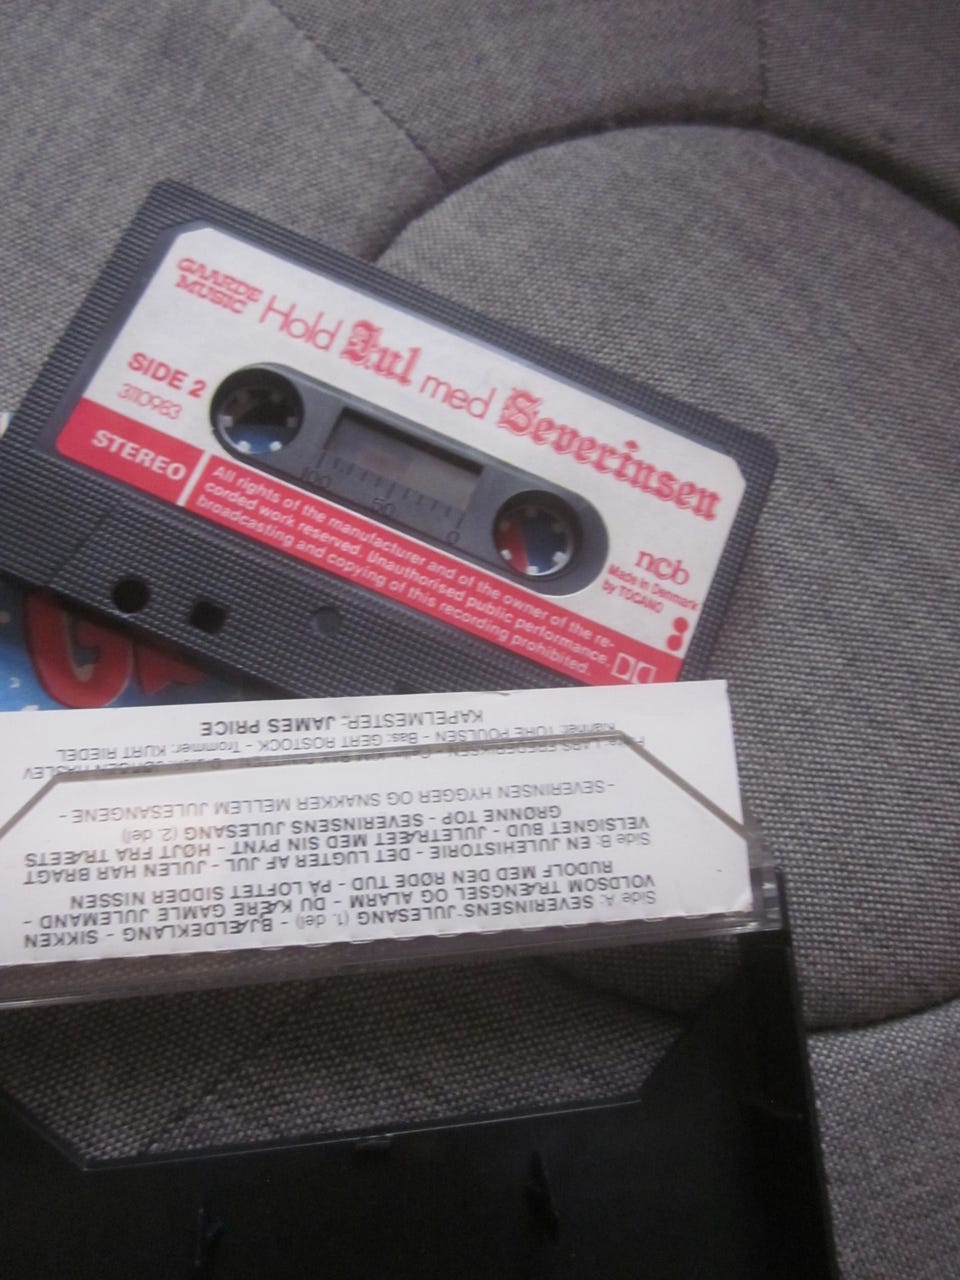 GAARDE
MUSIC
Hold Jul med Severinsen
SIDE 2
3110983
STEREO
All rights of the manufacturer and of the owner of the re-
corded work reserved. Unauthorised public performance,
broadcasting and copying of this recording prohibited.
ncb
Made in Denmark
by TOCANO
100 50 0
Side A: SEVERINSENS JULESANG (1. del) - BJÆLDEKLANG - SIKKEN
VOLDSOM TRÆNGSEL OG ALARM - DU KÆRE GAMLE JULEMAND -
RUDOLF MED DEN RØDE TUD - PÅ LOFTET SIDDER NISSEN
Side B: EN JULEHISTORIE - DET LUGTER AF JUL - JULEN HAR BRAGT
VELSIGNET BUD - JULETRÆET MED SIN PYNT - HØJT FRA TRÆETS
GRØNNE TOP - SEVERINSENS JULESANG (2. del)
-SEVERINSEN HYGGER OG SNAKKER MELLEM JULESANGENE -
TORE POULSEN - Bas: GERT ROSTOCK - Trommer: KURT RIEDEL
KAPELMESTER: JAMES PRICE